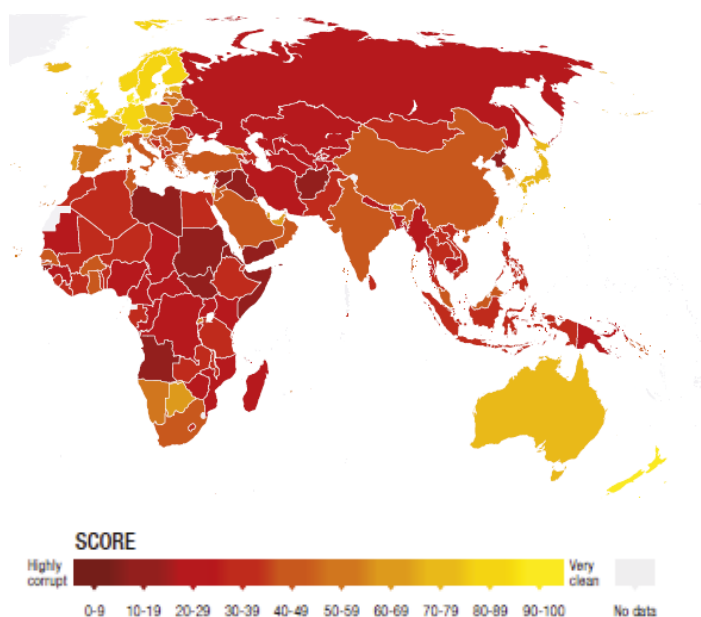 SCORE
Highly corrupt
Very clean
0-9 10-19 20-29 30-39 40-49 50-59 60-69 70-79 80-89 90-100 No data